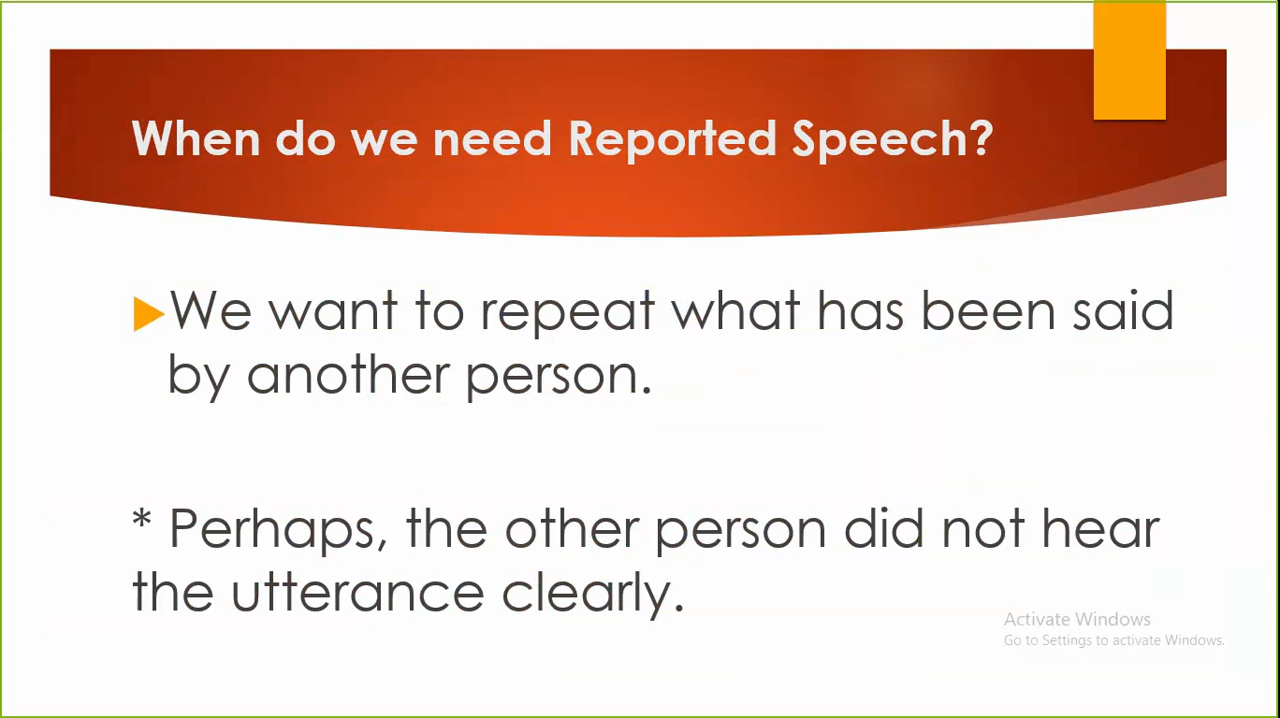 When do we need Reported Speech?
We want to repeat what has been said
by another person.
* Perhaps, the other person did not hear
the utterance clearly.
Activate Windows
Go to Settings to activate Windows.